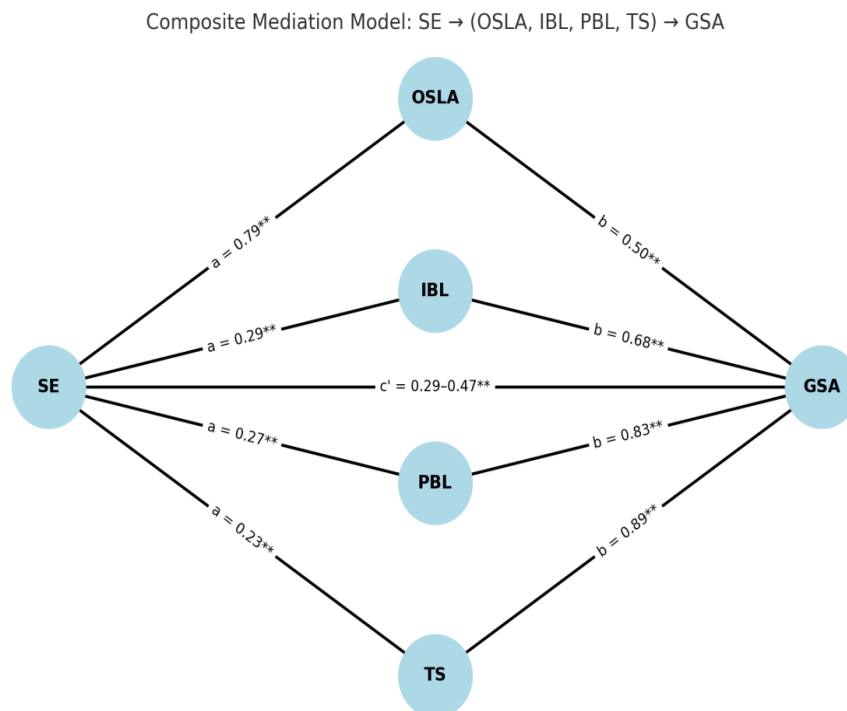 Composite Mediation Model: SE → (OSLA, IBL, PBL, TS) → GSA
OSLA
a = 0.79**
b = 0.50**
IBL
a = 0.29**
b = 0.68**
SE
c' = 0.29–0.47**
GSA
a = 0.27**
b = 0.83**
PBL
a = 0.23**
b = 0.89**
TS